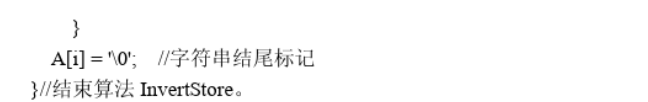 }
A[i] = '\0'; //字符串结尾标记
}//结束算法 InvertStore。